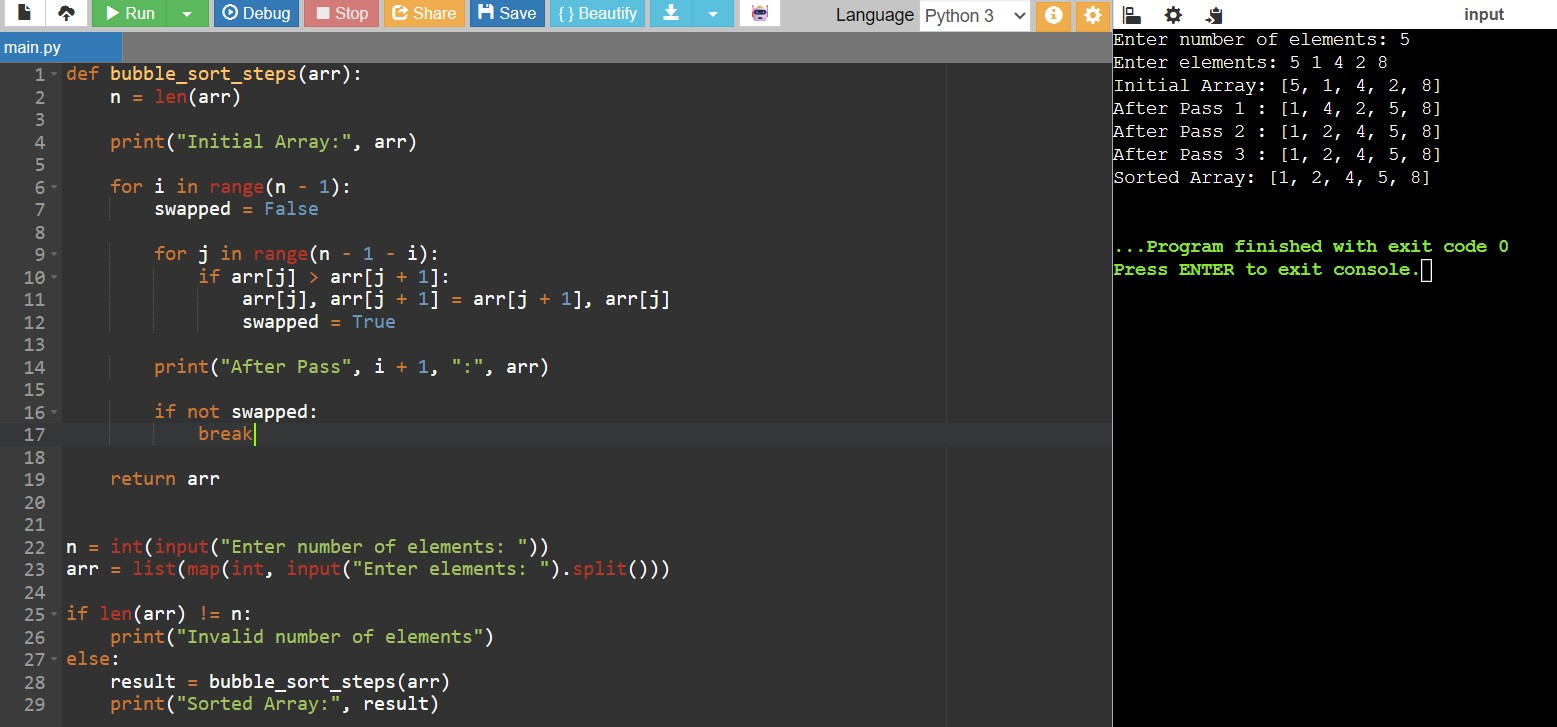 Run Debug Stop Share Save { } Beautify Language Python 3 input
main.py
1 def bubble_sort_steps(arr):
2     n = len(arr)
3
4     print("Initial Array:", arr)
5
6     for i in range(n - 1):
7         swapped = False
8
9         for j in range(n - 1 - i):
10             if arr[j] > arr[j + 1]:
11                 arr[j], arr[j + 1] = arr[j + 1], arr[j]
12                 swapped = True
13
14         print("After Pass", i + 1, ":", arr)
15
16         if not swapped:
17             break
18
19     return arr
20
21
22 n = int(input("Enter number of elements: "))
23 arr = list(map(int, input("Enter elements: ").split()))
24
25 if len(arr) != n:
26     print("Invalid number of elements")
27 else:
28     result = bubble_sort_steps(arr)
29     print("Sorted Array:", result)
Enter number of elements: 5
Enter elements: 5 1 4 2 8
Initial Array: [5, 1, 4, 2, 8]
After Pass 1 : [1, 4, 2, 5, 8]
After Pass 2 : [1, 2, 4, 5, 8]
After Pass 3 : [1, 2, 4, 5, 8]
Sorted Array: [1, 2, 4, 5, 8]
...Program finished with exit code 0
Press ENTER to exit console.